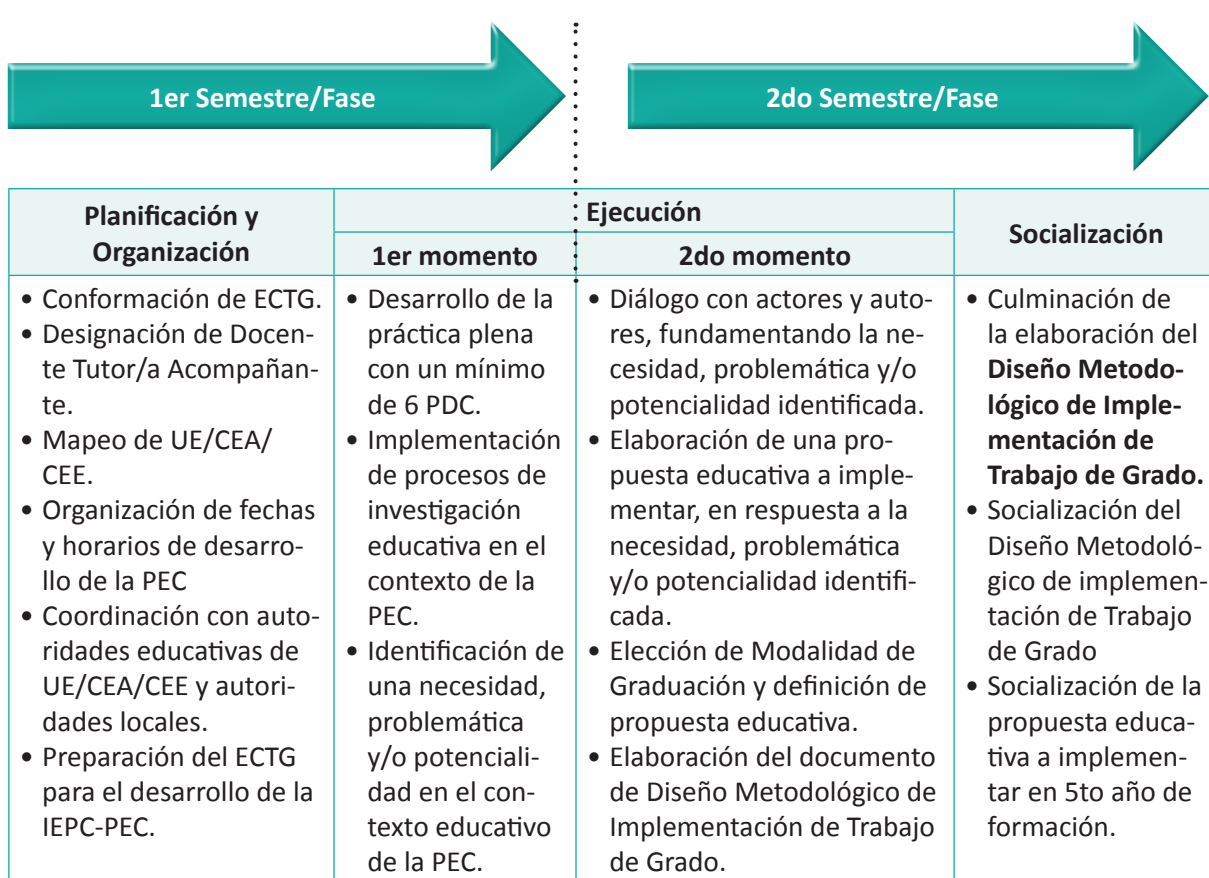 1er Semestre/Fase
2do Semestre/Fase
Planificación y
Organización
Ejecución
1er momento
2do momento
Socialización
• Conformación de ECTG.
• Designación de Docen-
te Tutor/a Acompañan-
te.
• Mapeo de UE/CEA/
CEE.
• Organización de fechas
y horarios de desarro-
llo de la PEC
• Coordinación con auto-
ridades educativas de
UE/CEA/CEE y autori-
dades locales.
• Preparación del ECTG
para el desarrollo de la
IEPC-PEC.
• Desarrollo de la
práctica plena
con un mínimo
de 6 PDC.
• Implementación
de procesos de
investigación
educativa en el
contexto de la
PEC.
• Identificación de
una necesidad,
problemática
y/o potenciali-
dad en el con-
texto educativo
de la PEC.
• Diálogo con actores y auto-
res, fundamentando la ne-
cesidad, problemática y/o
potencialidad identificada.
• Elaboración de una pro-
puesta educativa a imple-
mentar, en respuesta a la
necesidad, problemática
y/o potencialidad identifi-
cada.
• Elección de Modalidad de
Graduación y definición de
propuesta educativa.
• Elaboración del documento
de Diseño Metodológico de
Implementación de Trabajo
de Grado.
• Culminación de
la elaboración del
Diseño Metodo-
lógico de Imple-
mentación de
Trabajo de Grado.
• Socialización del
Diseño Metodoló-
gico de implemen-
tación de Trabajo
de Grado
• Socialización de la
propuesta educa-
tiva a implemen-
tar en 5to año de
formación.